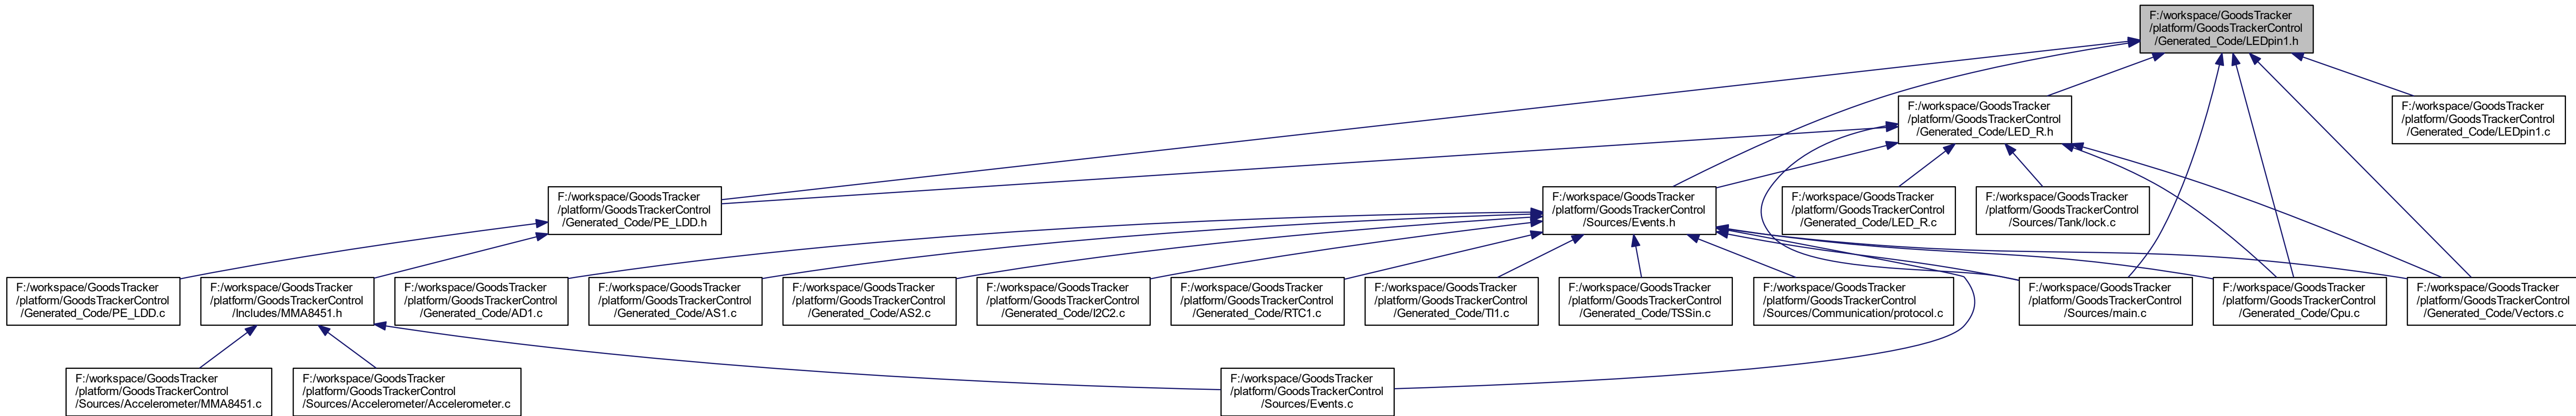 F:/workspace/GoodsTracker
/platform/GoodsTrackerControl
/Generated_Code/LEDpin1.h
F:/workspace/GoodsTracker
/platform/GoodsTrackerControl
/Generated_Code/LED_R.h
F:/workspace/GoodsTracker
/platform/GoodsTrackerControl
/Generated_Code/LEDpin1.c
F:/workspace/GoodsTracker
/platform/GoodsTrackerControl
/Generated_Code/PE_LDD.h
F:/workspace/GoodsTracker
/platform/GoodsTrackerControl
/Sources/Events.h
F:/workspace/GoodsTracker
/platform/GoodsTrackerControl
/Generated_Code/LED_R.c
F:/workspace/GoodsTracker
/platform/GoodsTrackerControl
/Sources/Tank/lock.c
F:/workspace/GoodsTracker
/platform/GoodsTrackerControl
/Generated_Code/PE_LDD.c
F:/workspace/GoodsTracker
/platform/GoodsTrackerControl
/Includes/MMA8451.h
F:/workspace/GoodsTracker
/platform/GoodsTrackerControl
/Generated_Code/AD1.c
F:/workspace/GoodsTracker
/platform/GoodsTrackerControl
/Generated_Code/AS1.c
F:/workspace/GoodsTracker
/platform/GoodsTrackerControl
/Generated_Code/AS2.c
F:/workspace/GoodsTracker
/platform/GoodsTrackerControl
/Generated_Code/I2C2.c
F:/workspace/GoodsTracker
/platform/GoodsTrackerControl
/Generated_Code/RTC1.c
F:/workspace/GoodsTracker
/platform/GoodsTrackerControl
/Generated_Code/TI1.c
F:/workspace/GoodsTracker
/platform/GoodsTrackerControl
/Generated_Code/TSSin.c
F:/workspace/GoodsTracker
/platform/GoodsTrackerControl
/Sources/Communication/protocol.c
F:/workspace/GoodsTracker
/platform/GoodsTrackerControl
/Sources/main.c
F:/workspace/GoodsTracker
/platform/GoodsTrackerControl
/Generated_Code/Cpu.c
F:/workspace/GoodsTracker
/platform/GoodsTrackerControl
/Generated_Code/Vectors.c
F:/workspace/GoodsTracker
/platform/GoodsTrackerControl
/Sources/Accelerometer/MMA8451.c
F:/workspace/GoodsTracker
/platform/GoodsTrackerControl
/Sources/Accelerometer/Accelerometer.c
F:/workspace/GoodsTracker
/platform/GoodsTrackerControl
/Sources/Events.c